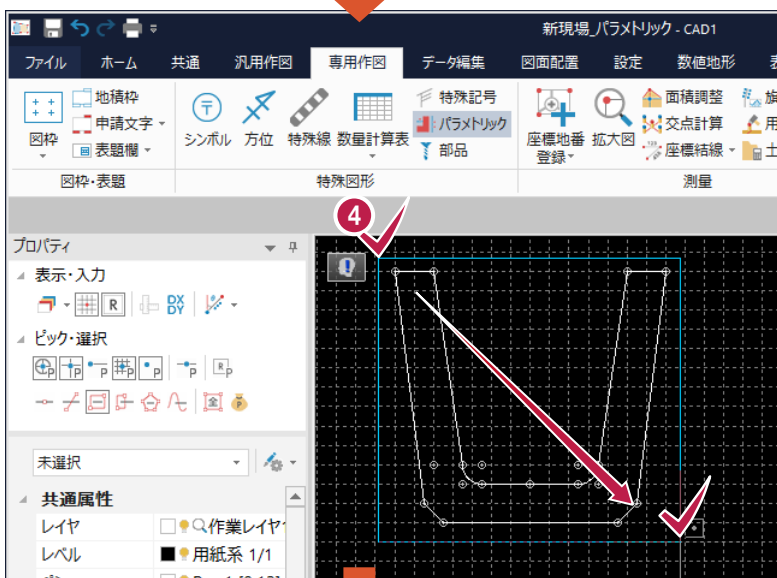 新現場_パラメトリック - CAD1
ファイル ホーム 共通 汎用作図 専用作図 データ編集 図面配置 設定 数値地形
図枠
地積枠
申請文字
表題欄
図枠・表題
T
シンボル
方位
特殊線
数量計算表
特殊記号
パラメトリック
部品
特殊図形
座標地番
登録
拡大図
面積調整
交点計算
座標結線
測量
4
プロパティ
表示・入力
R
DX
DY
ピック・選択
P P P P P P R P
全 P
未選択
共通属性
レイヤ 作業レイヤ
レベル 用紙系 1/1